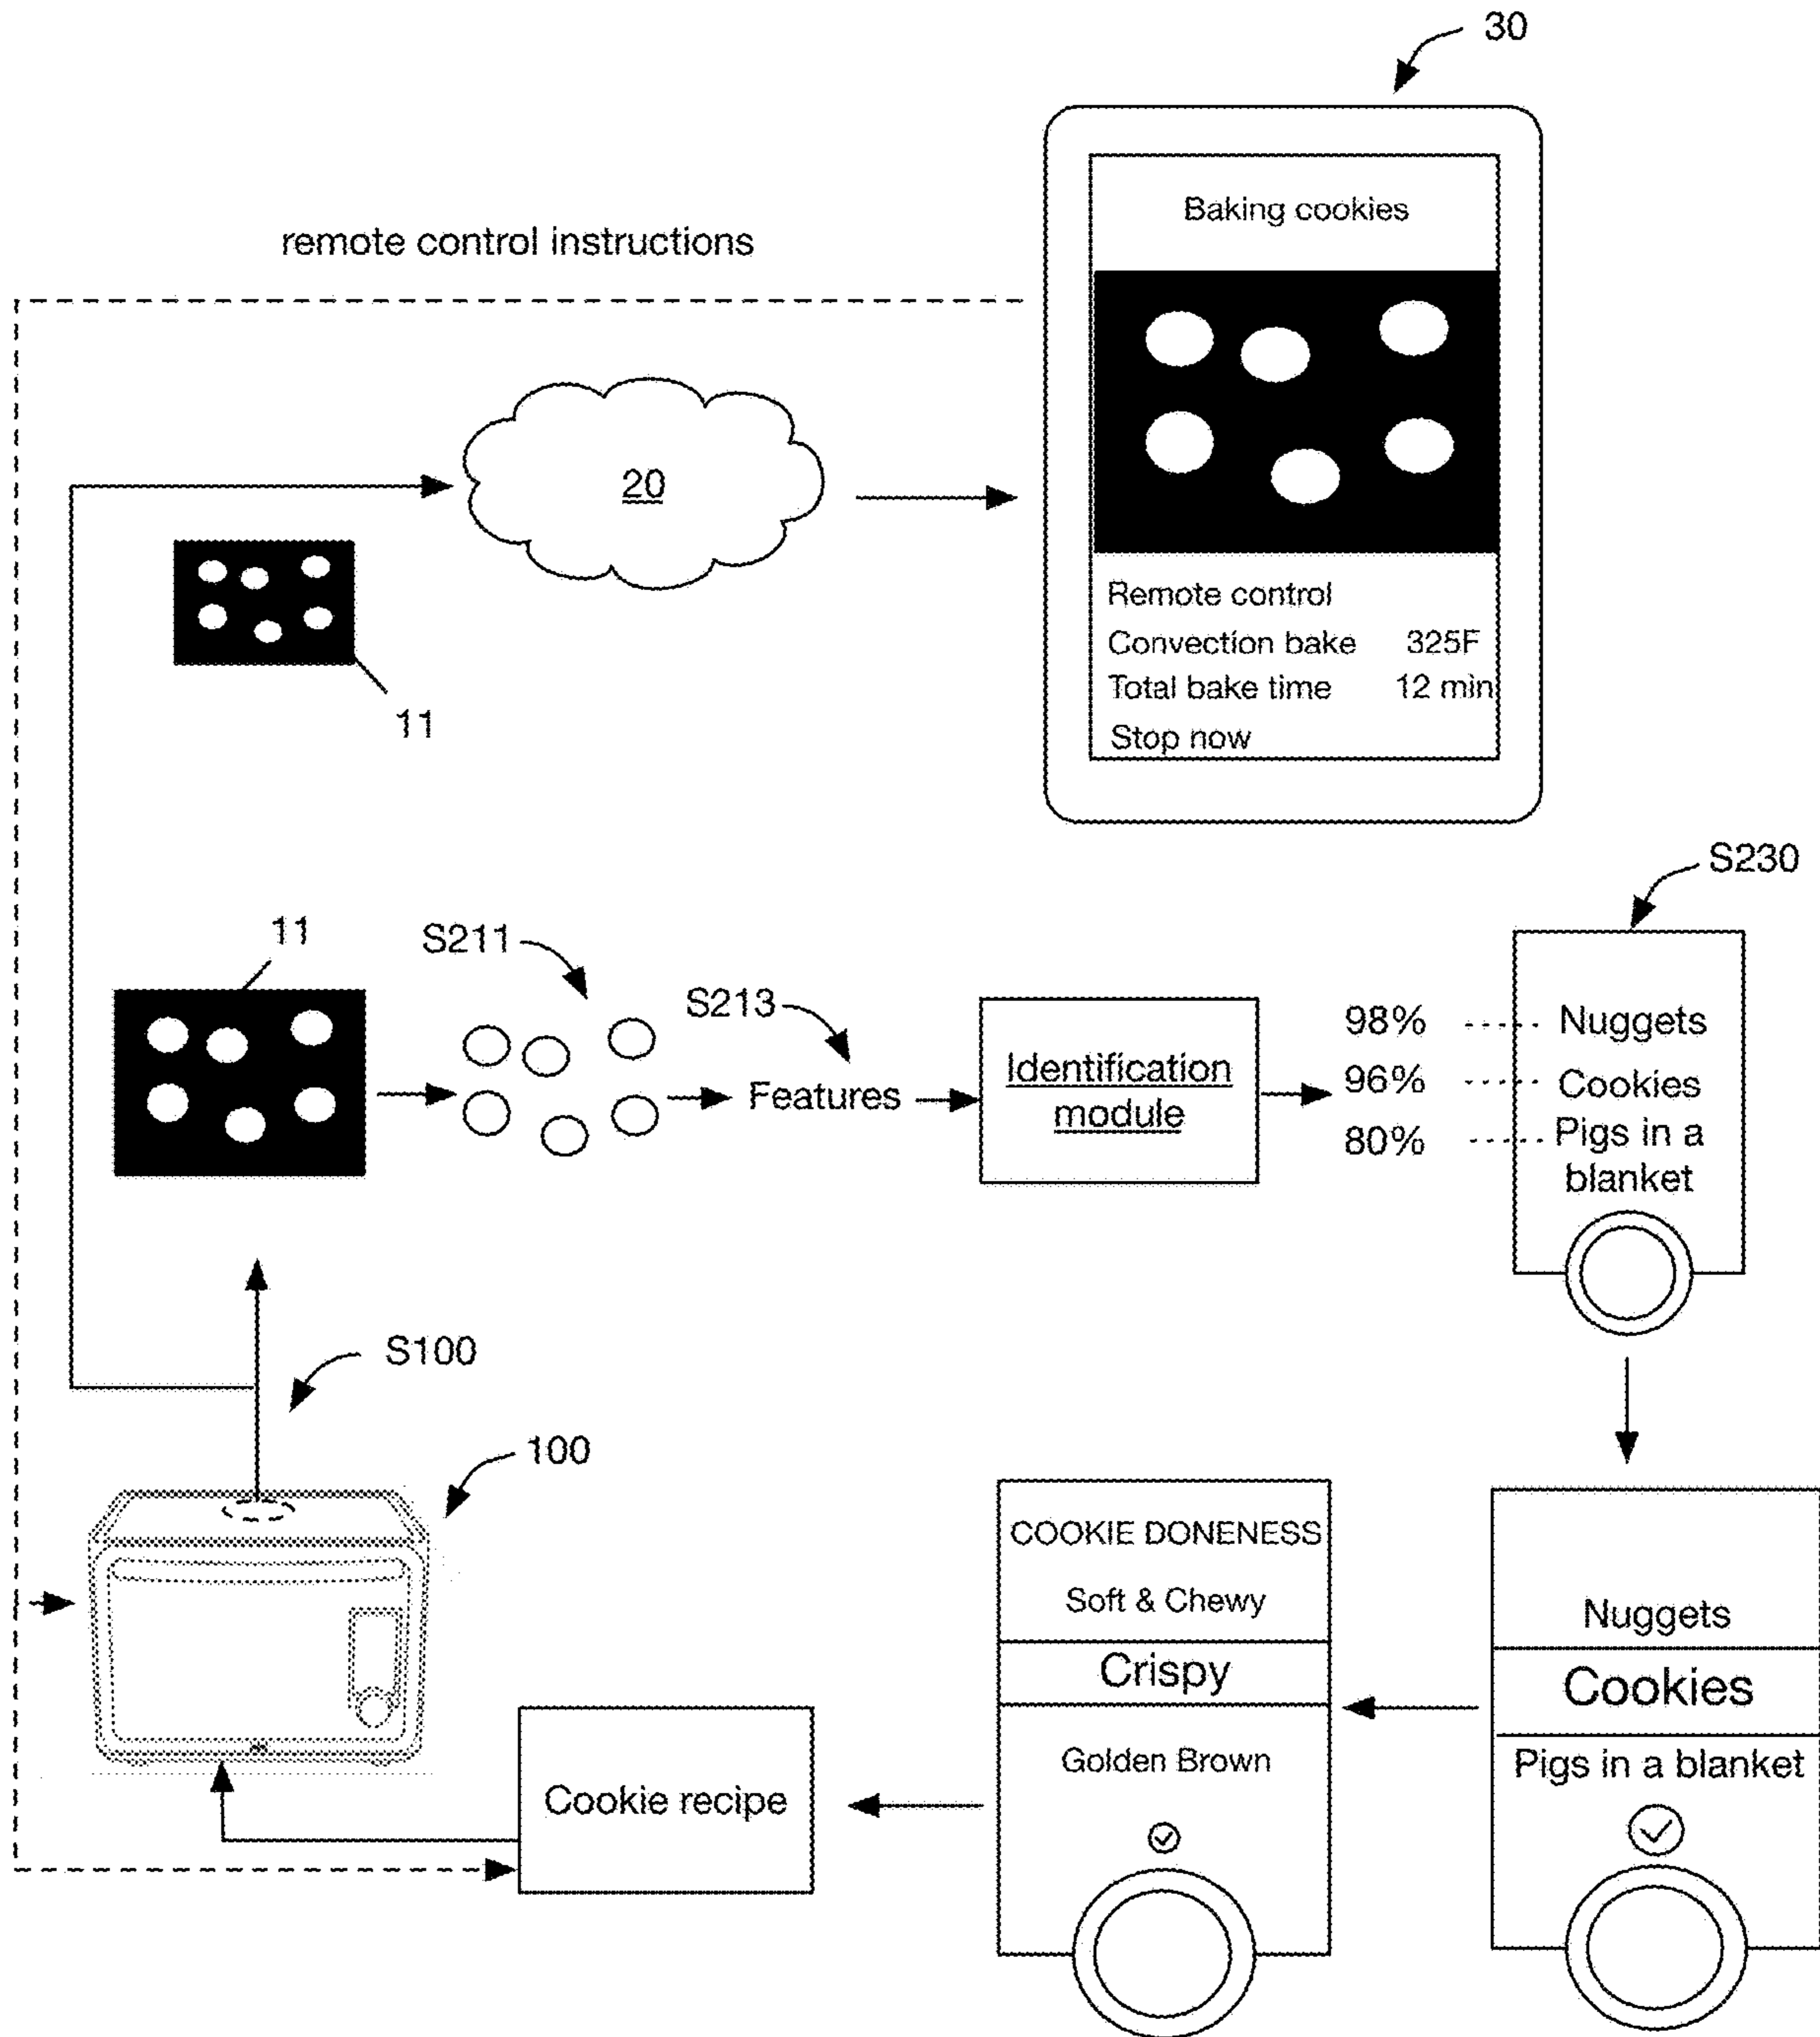 30
Baking cookies
remote control instructions
20
Remote control
Convection bake 325F
Total bake time 12 min
Stop now
11
S230
11
S211
S213
98% Nuggets
96% Cookies
80% Pigs in a
blanket
Features
Identification
module
S100
100
COOKIE DONENESS
Soft & Chewy
Crispy
Golden Brown
Nuggets
Cookies
Pigs in a blanket
Cookie recipe